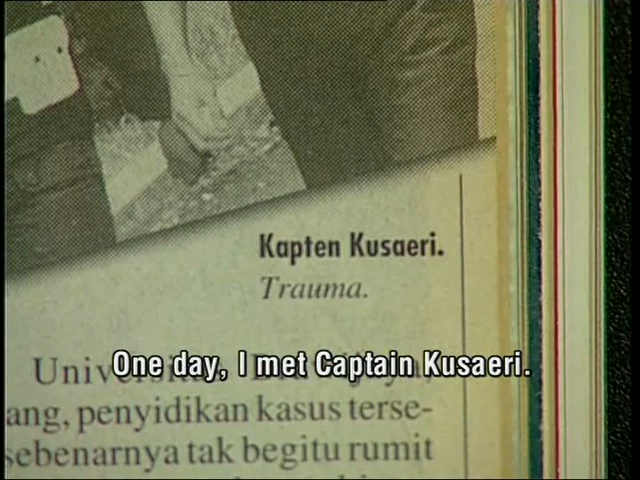 Kapten Kusaeri.
Trauma.
One day, I met Captain Kusaeri.
ang, penyidikan kasus terse-
sebenarnya tak begitu rumit